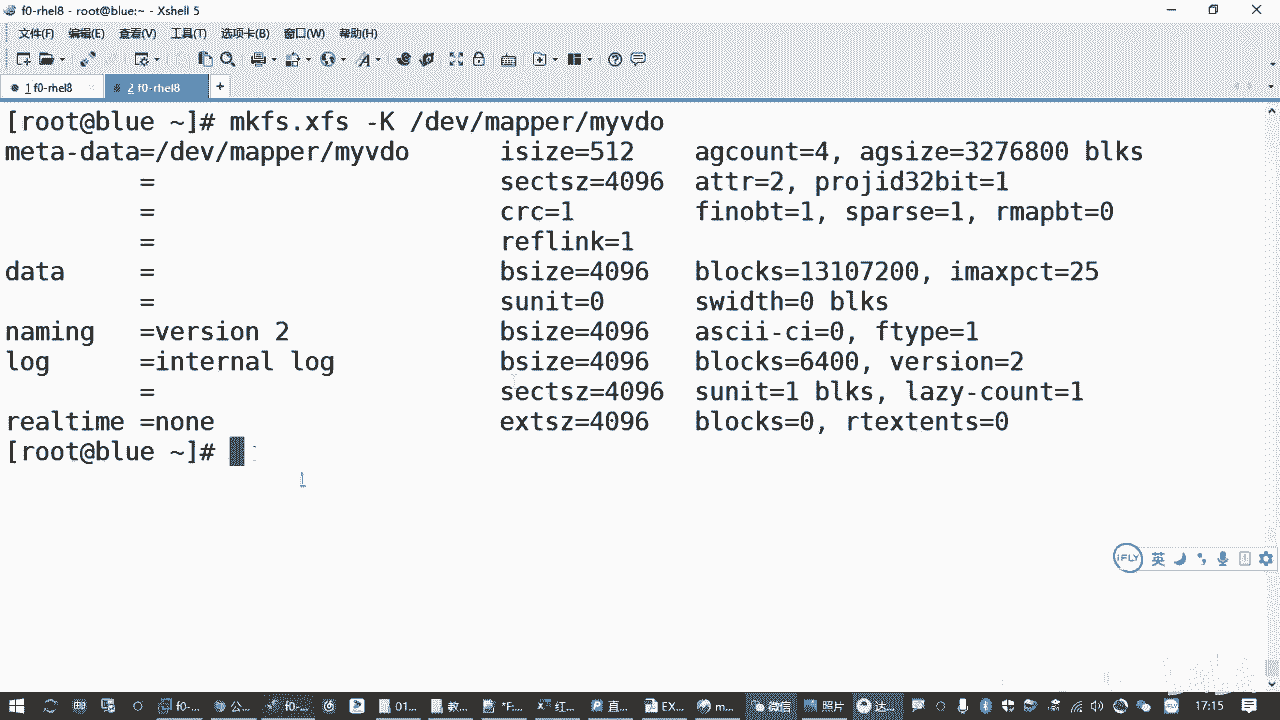 f0-rhel8 - root@blue:~ - Xshell 5
文件(F) 编辑(E) 查看(V) 工具(T) 选项卡(B) 窗口(W) 帮助(H)
1 f0-rhel8 2 f0-rhel8 +
[root@blue ~]# mkfs.xfs -K /dev/mapper/myvdo
meta-data=/dev/mapper/myvdo isize=512 agcount=4, agsize=3276800 blks
= sectsz=4096 attr=2, projid32bit=1
= crc=1 finobt=1, sparse=1, rmapbt=0
= reflink=1
data = bsize=4096 blocks=13107200, imaxpct=25
= sunit=0 swidth=0 blks
naming =version 2 bsize=4096 ascii-ci=0, ftype=1
log =internal log bsize=4096 blocks=6400, version=2
= sectsz=4096 sunit=1 blks, lazy-count=1
realtime =none extsz=4096 blocks=0, rtextents=0
[root@blue ~]#
iFLY 英
f0-... 公... f0-... 01... 教... *F... 红... 直... EX... m... 微信 照片 达... 17:15